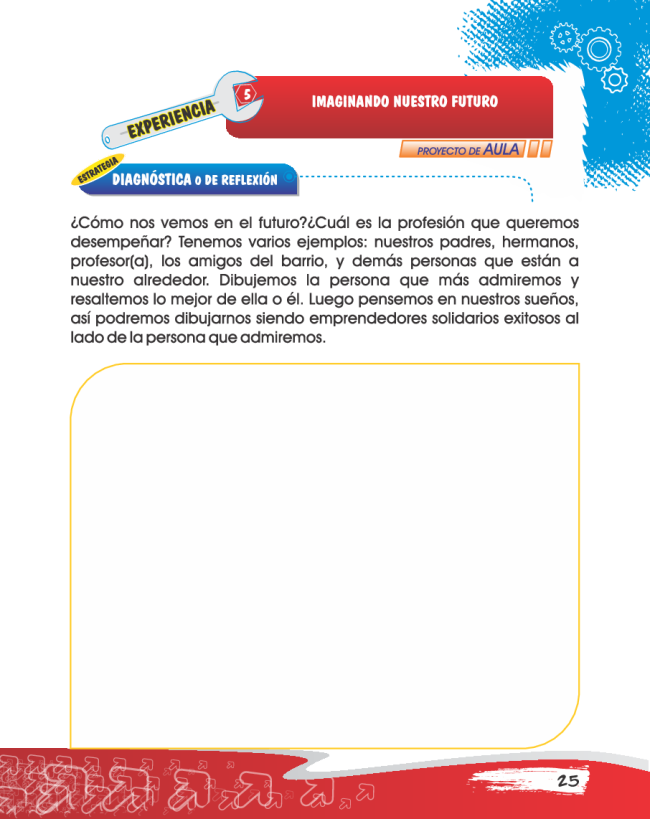 EXPERIENCIA 5
IMAGINANDO NUESTRO FUTURO
PROYECTO DE AULA
ESTRATEGIA
DIAGNÓSTICA O DE REFLEXIÓN
¿Cómo nos vemos en el futuro?¿Cuál es la profesión que queremos
desempeñar? Tenemos varios ejemplos: nuestros padres, hermanos,
profesor(a), los amigos del barrio, y demás personas que están a
nuestro alrededor. Dibujemos la persona que más admiremos y
resaltemos lo mejor de ella o él. Luego pensemos en nuestros sueños,
así podremos dibujarnos siendo emprendedores solidarios exitosos al
lado de la persona que admiremos.
25